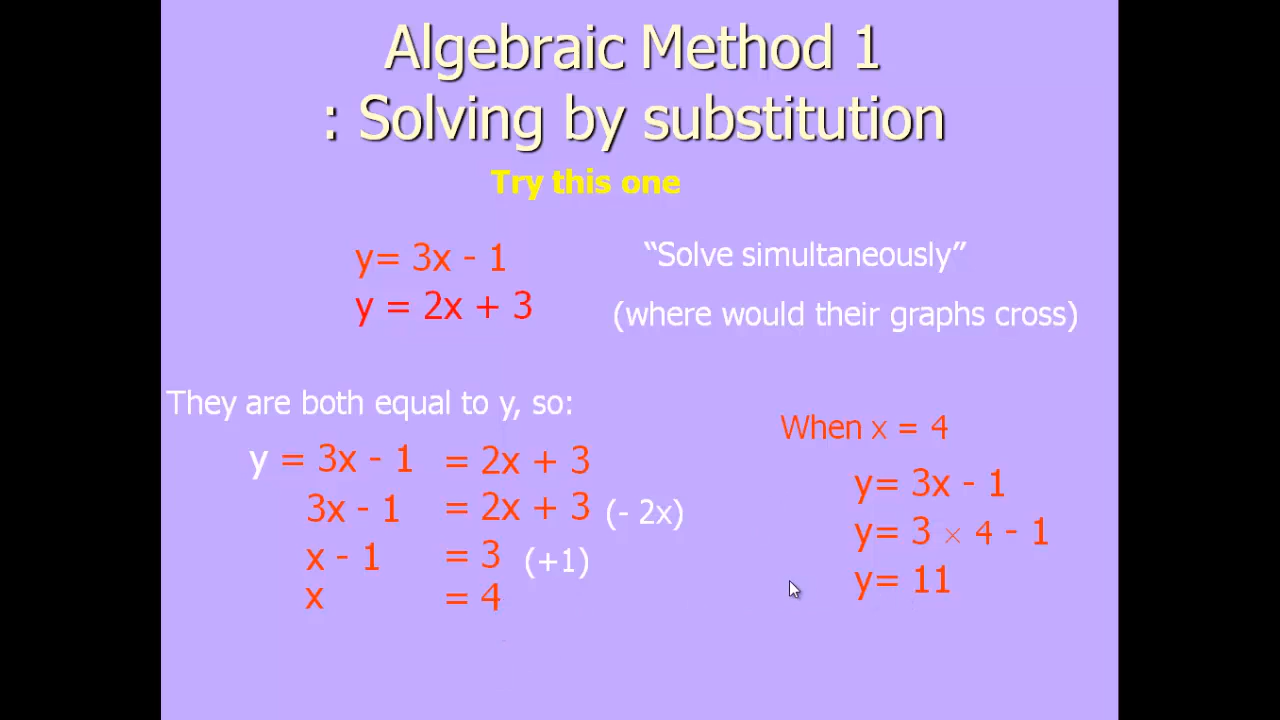 Algebraic Method 1
: Solving by substitution
Try this one
y= 3x - 1
y = 2x + 3
“Solve simultaneously”
(where would their graphs cross)
They are both equal to y, so:
y = 3x - 1 = 2x + 3
3x - 1 = 2x + 3 (- 2x)
x - 1 = 3 (+1)
x = 4
When x = 4
y= 3x - 1
y= 3 × 4 - 1
y= 11